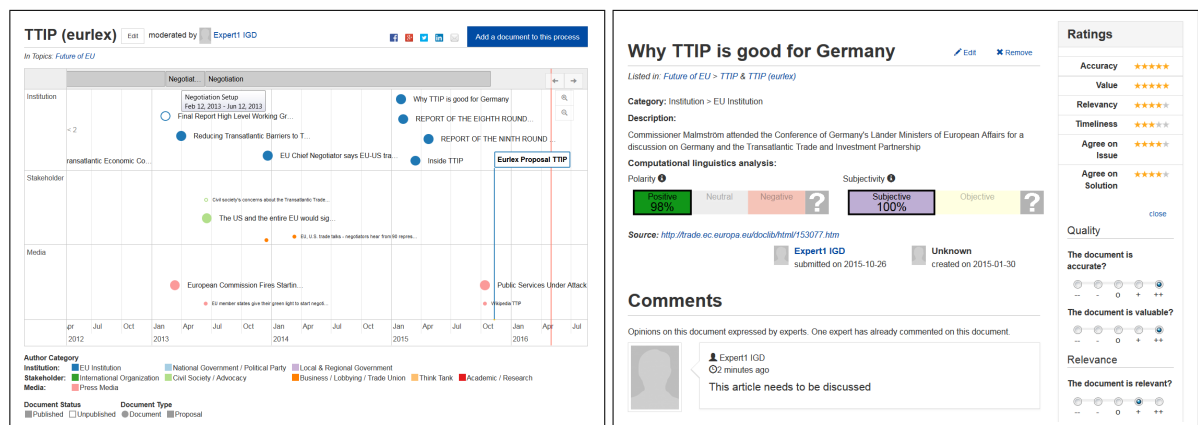 TTIP (eurlex) Edit moderated by Expert1 IGD
Add a document to this process
In Topics: Future of EU
Negotiat... Negotiation
← →
Institution
Negotiation Setup
Feb 12, 2013 - Jun 12, 2013
Why TTIP is good for Germany
Final Report High Level Working Gr...
REPORT OF THE EIGHTH ROUND...
< 2
Reducing Transatlantic Barriers to T...
REPORT OF THE NINTH ROUND ...
ransatlantic Economic Co...
EU Chief Negotiator says EU-US tra...
Inside TTIP
Eurlex Proposal TTIP
Stakeholder
Civil society's concerns about the Transatlantic Trade...
The US and the entire EU would sig...
EU, U.S. trade talks - negotiators hear from 90 repres...
Media
European Commission Fires Startin...
Public Services Under Attack
EU member states give their green light to start negoti...
Wikipedia TTIP
Apr Jul Oct Jan Apr Jul Oct Jan Apr Jul Oct Jan Apr Jul Oct Jan Apr Jul
2012 2013 2014 2015 2016
Author Category
Institution: EU Institution National Government / Political Party Local & Regional Government
Stakeholder: International Organization Civil Society / Advocacy Business / Lobbying / Trade Union Think Tank Academic / Research
Media: Press Media
Document Status Document Type
Published Unpublished Document Proposal
Why TTIP is good for Germany
Edit Remove
Listed in: Future of EU > TTIP & TTIP (eurlex)
Category: Institution > EU Institution
Description:
Commissioner Malmström attended the Conference of Germany's Länder Ministers of European Affairs for a
discussion on Germany and the Transatlantic Trade and Investment Partnership
Computational linguistics analysis:
Polarity Subjectivity
Positive Neutral Negative ? Subjective Objective ?
98% 100%
Source: http://trade.ec.europa.eu/doclib/html/153077.htm
Expert1 IGD Unknown
submitted on 2015-10-26 created on 2015-01-30
Comments
Opinions on this document expressed by experts. One expert has already commented on this document.
Expert1 IGD
2 minutes ago
This article needs to be discussed
Ratings
Accuracy
Value
Relevancy
Timeliness
Agree on
Issue
Agree on
Solution
close
Quality
The document is
accurate?
-- - o + ++
The document is valuable?
-- - o + ++
Relevance
The document is relevant?
-- - o + ++